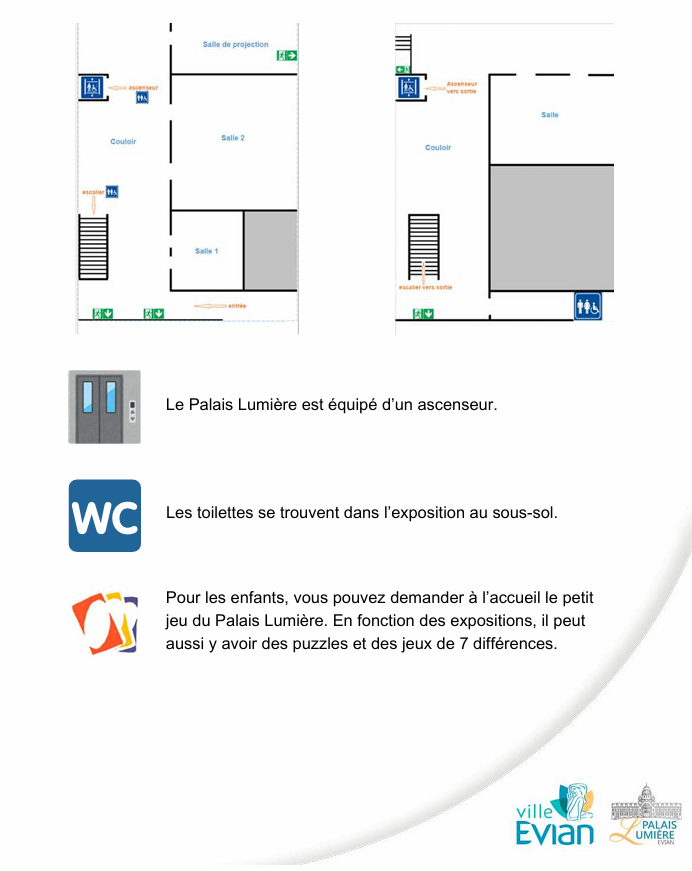 Salle de projection
ascenseur
Couloir
Salle 2
escalier
Salle 1
entrée
Ascenseur
vers sortie
Salle
Couloir
escalier vers sortie
Le Palais Lumière est équipé d’un ascenseur.
WC
Les toilettes se trouvent dans l’exposition au sous-sol.
Pour les enfants, vous pouvez demander à l’accueil le petit
jeu du Palais Lumière. En fonction des expositions, il peut
aussi y avoir des puzzles et des jeux de 7 différences.
ville
Evian
PALAIS
LUMIÈRE
EVIAN